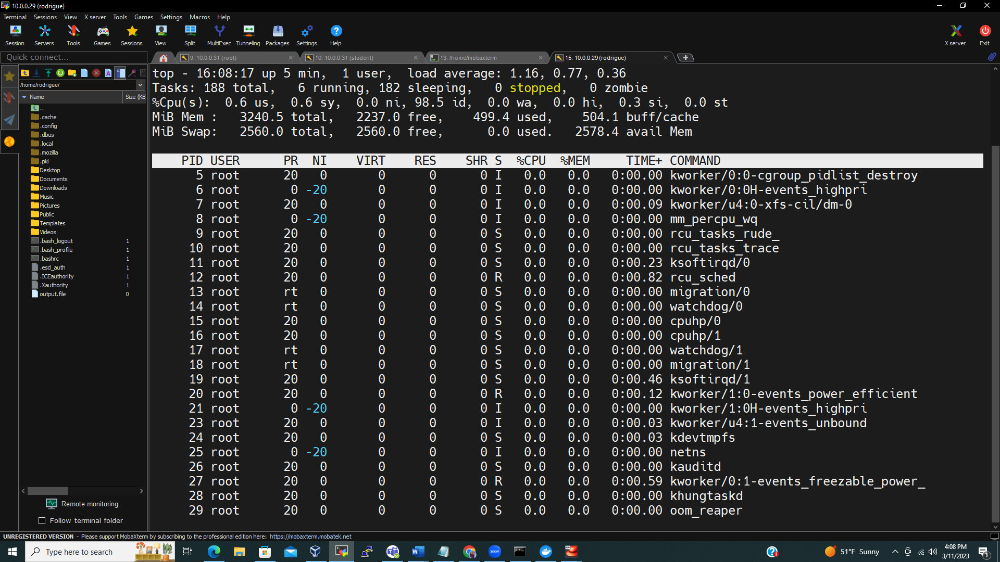 10.0.0.29 (rodrigue)
Terminal Sessions View X server Tools Games Settings Macros Help
Session Servers Tools Games Sessions View Split MultiExec Tunneling Packages Settings Help X server Exit
Quick connect...
9. 10.0.0.31 (root) 10. 10.0.0.31 (student) 13. /home/mobaxterm 15. 10.0.0.29 (rodrigue)
/home/rodrigue/
Name Size (KB
..
.cache
.config
.dbus
.local
.mozilla
.pki
Desktop
Documents
Downloads
Music
Pictures
Public
Templates
Videos
.bash_logout 1
.bash_profile 1
.bashrc 1
.esd_auth 1
.ICEauthority 1
.Xauthority 1
output.file 0
Remote monitoring
Follow terminal folder
top - 16:08:17 up 5 min, 1 user, load average: 1.16, 0.77, 0.36
Tasks: 188 total, 6 running, 182 sleeping, 0 stopped, 0 zombie
%Cpu(s): 0.6 us, 0.6 sy, 0.0 ni, 98.5 id, 0.0 wa, 0.0 hi, 0.3 si, 0.0 st
MiB Mem : 3240.5 total, 2237.0 free, 499.4 used, 504.1 buff/cache
MiB Swap: 2560.0 total, 2560.0 free, 0.0 used. 2578.4 avail Mem
PID USER PR NI VIRT RES SHR S %CPU %MEM TIME+ COMMAND
5 root 20 0 0 0 0 I 0.0 0.0 0:00.00 kworker/0:0-cgroup_pidlist_destroy
6 root 0 -20 0 0 0 I 0.0 0.0 0:00.00 kworker/0:0H-events_highpri
7 root 20 0 0 0 0 I 0.0 0.0 0:00.09 kworker/u4:0-xfs-cil/dm-0
8 root 0 -20 0 0 0 I 0.0 0.0 0:00.00 mm_percpu_wq
9 root 20 0 0 0 0 S 0.0 0.0 0:00.00 rcu_tasks_rude_
10 root 20 0 0 0 0 S 0.0 0.0 0:00.00 rcu_tasks_trace
11 root 20 0 0 0 0 S 0.0 0.0 0:00.23 ksoftirqd/0
12 root 20 0 0 0 0 R 0.0 0.0 0:00.82 rcu_sched
13 root rt 0 0 0 0 S 0.0 0.0 0:00.00 migration/0
14 root rt 0 0 0 0 S 0.0 0.0 0:00.00 watchdog/0
15 root 20 0 0 0 0 S 0.0 0.0 0:00.00 cpuhp/0
16 root 20 0 0 0 0 S 0.0 0.0 0:00.00 cpuhp/1
17 root rt 0 0 0 0 S 0.0 0.0 0:00.00 watchdog/1
18 root rt 0 0 0 0 S 0.0 0.0 0:00.00 migration/1
19 root 20 0 0 0 0 S 0.0 0.0 0:00.46 ksoftirqd/1
20 root 20 0 0 0 0 R 0.0 0.0 0:00.12 kworker/1:0-events_power_efficient
21 root 0 -20 0 0 0 I 0.0 0.0 0:00.00 kworker/1:0H-events_highpri
23 root 20 0 0 0 0 I 0.0 0.0 0:00.03 kworker/u4:1-events_unbound
24 root 20 0 0 0 0 S 0.0 0.0 0:00.03 kdevtmpfs
25 root 0 -20 0 0 0 I 0.0 0.0 0:00.00 netns
26 root 20 0 0 0 0 S 0.0 0.0 0:00.00 kauditd
27 root 20 0 0 0 0 R 0.0 0.0 0:00.59 kworker/0:1-events_freezable_power_
28 root 20 0 0 0 0 S 0.0 0.0 0:00.00 khungtaskd
29 root 20 0 0 0 0 S 0.0 0.0 0:00.00 oom_reaper
UNREGISTERED VERSION - Please support MobaXterm by subscribing to the professional edition here: https://mobaxterm.mobatek.net
Type here to search
51°F Sunny
4:08 PM
3/11/2023
1